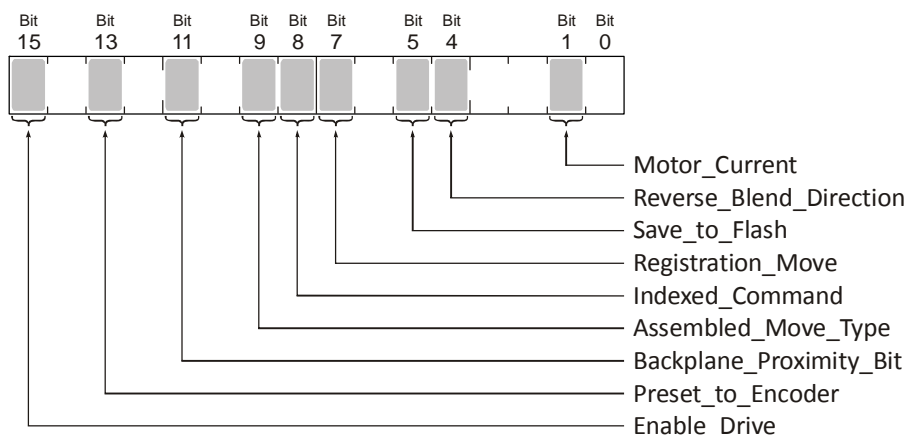 Bit Bit Bit Bit Bit Bit Bit Bit Bit Bit
15 13 11 9 8 7 5 4 1 0
Motor_Current
Reverse_Blend_Direction
Save_to_Flash
Registration_Move
Indexed_Command
Assembled_Move_Type
Backplane_Proximity_Bit
Preset_to_Encoder
Enable_Drive